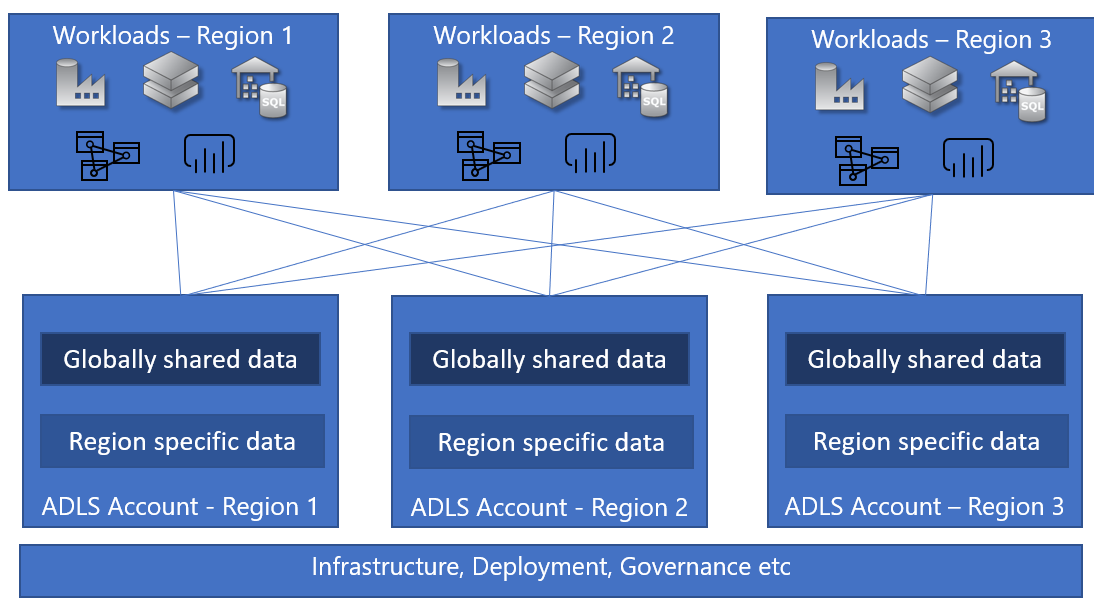 Workloads – Region 1
Workloads – Region 2
Workloads – Region 3
SQL
SQL
SQL
Globally shared data
Globally shared data
Globally shared data
Region specific data
Region specific data
Region specific data
ADLS Account - Region 1
ADLS Account - Region 2
ADLS Account – Region 3
Infrastructure, Deployment, Governance etc